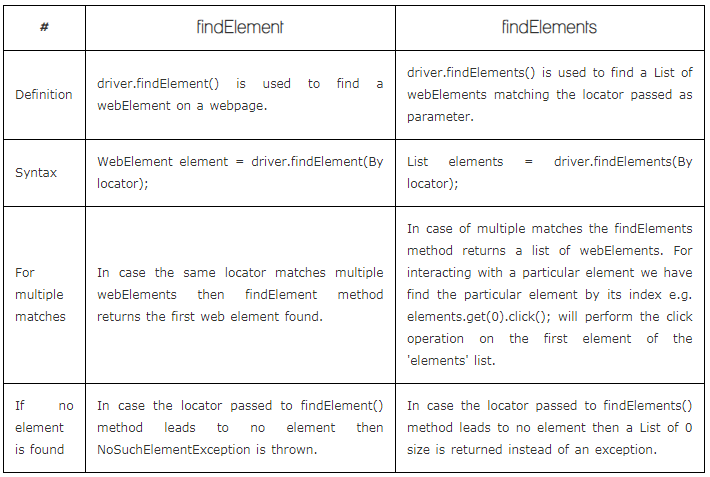 # findElement findElements
Definition
driver.findElement() is used to find a
webElement on a webpage.
driver.findElements() is used to find a List of
webElements matching the locator passed as
parameter.
Syntax
WebElement element = driver.findElement(By
locator);
List elements = driver.findElements(By
locator);
For
multiple
matches
In case the same locator matches multiple
webElements then findElement method
returns the first web element found.
In case of multiple matches the findElements
method returns a list of webElements. For
interacting with a particular element we have
find the particular element by its index e.g.
elements.get(0).click(); will perform the click
operation on the first element of the
'elements' list.
If no
element
is found
In case the locator passed to findElement()
method leads to no element then
NoSuchElementException is thrown.
In case the locator passed to findElements()
method leads to no element then a List of 0
size is returned instead of an exception.